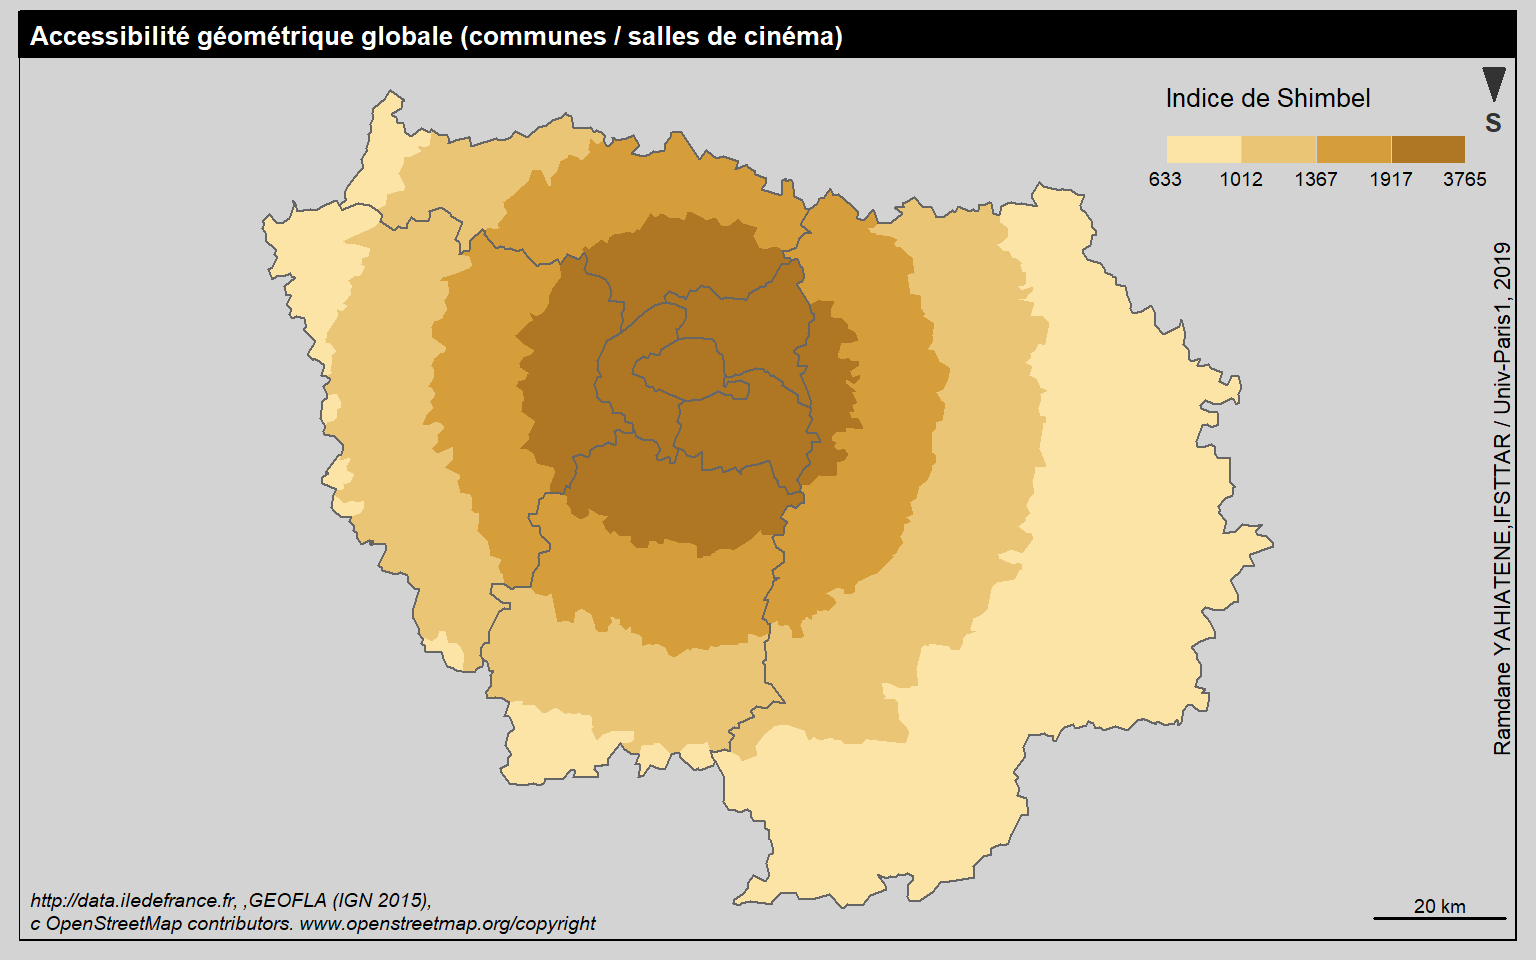 Accessibilité géométrique globale (communes / salles de cinéma)
Indice de Shimbel
S
633 1012 1367 1917 3765
Ramdane YAHIATENE,IFSTTAR / Univ-Paris1, 2019
http://data.iledefrance.fr, ,GEOFLA (IGN 2015),
c OpenStreetMap contributors. www.openstreetmap.org/copyright
20 km